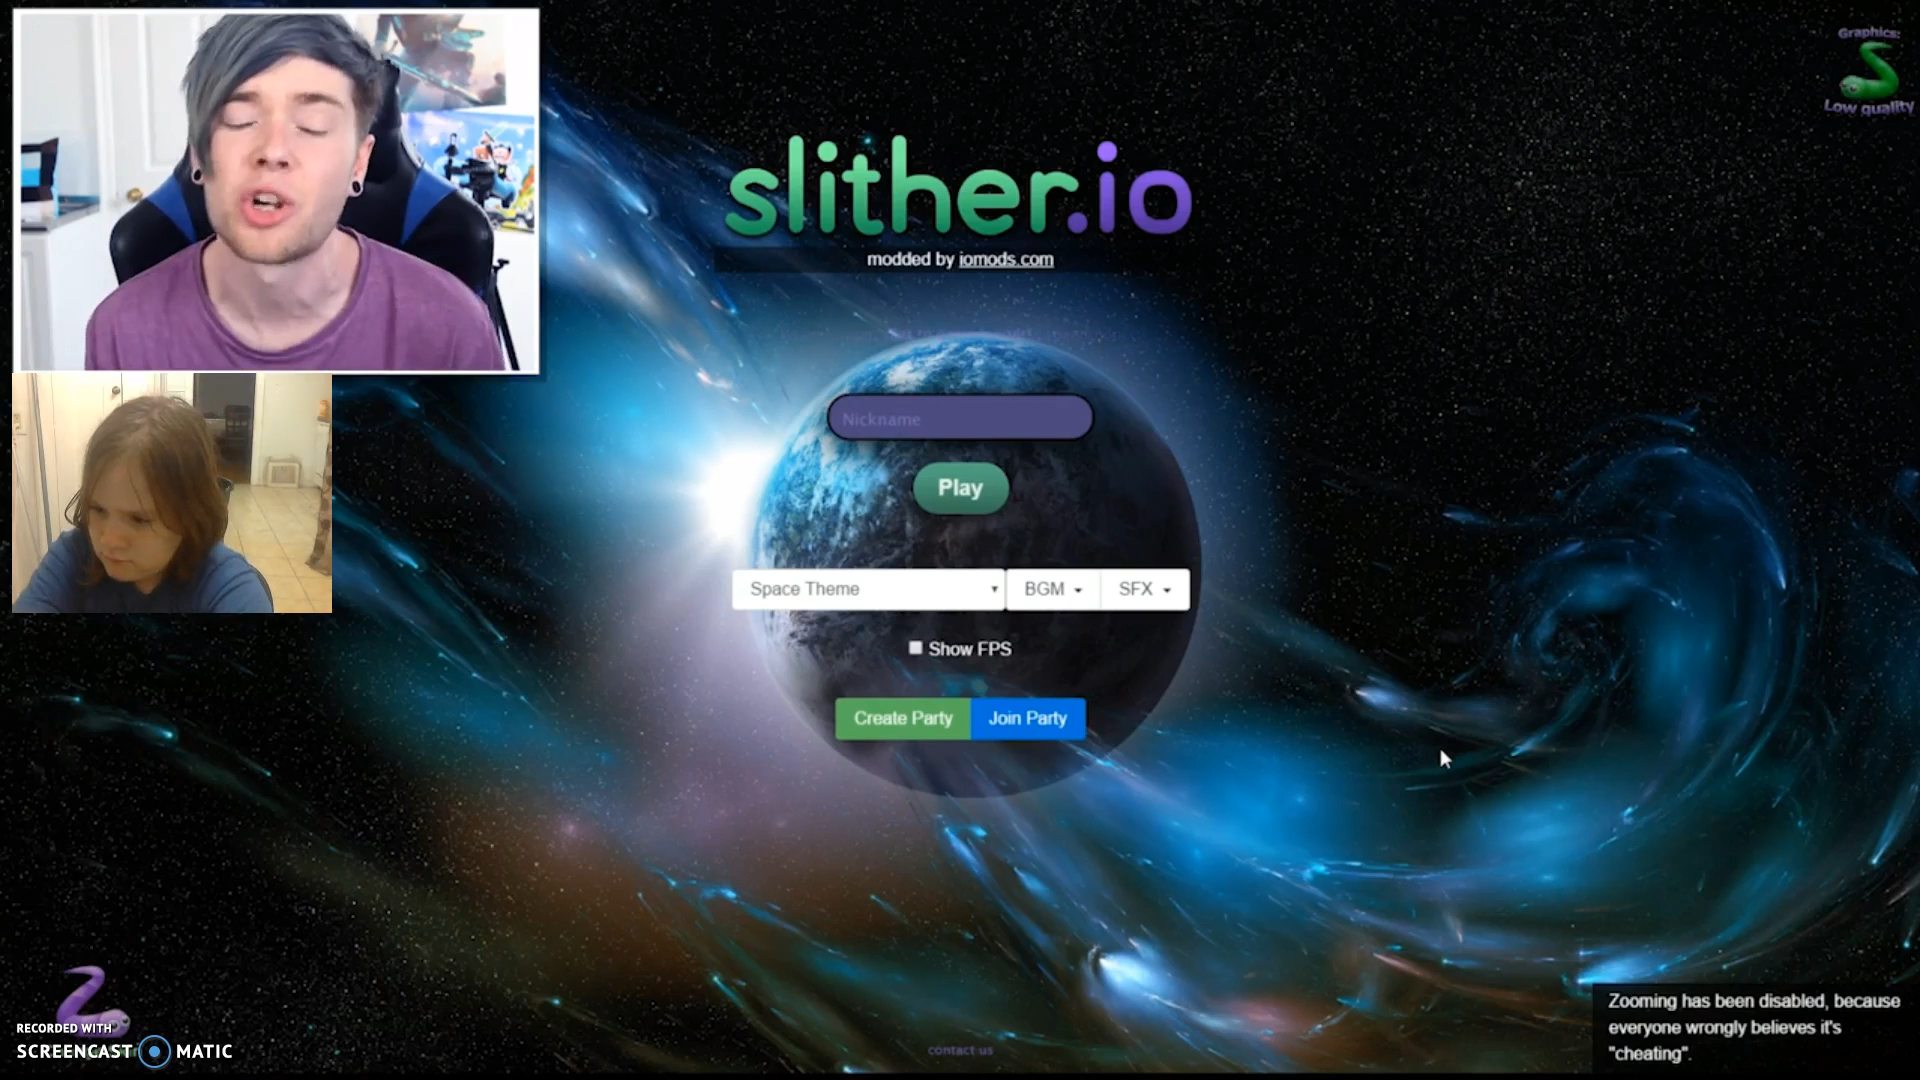 Graphics:
Low quality
slither.io
modded by iomods.com
Nickname
Play
Space Theme
BGM
SFX
Show FPS
Create Party
Join Party
Zooming has been disabled, because
everyone wrongly believes it's
"cheating".
RECORDED WITH
SCREENCAST MATIC
contact us